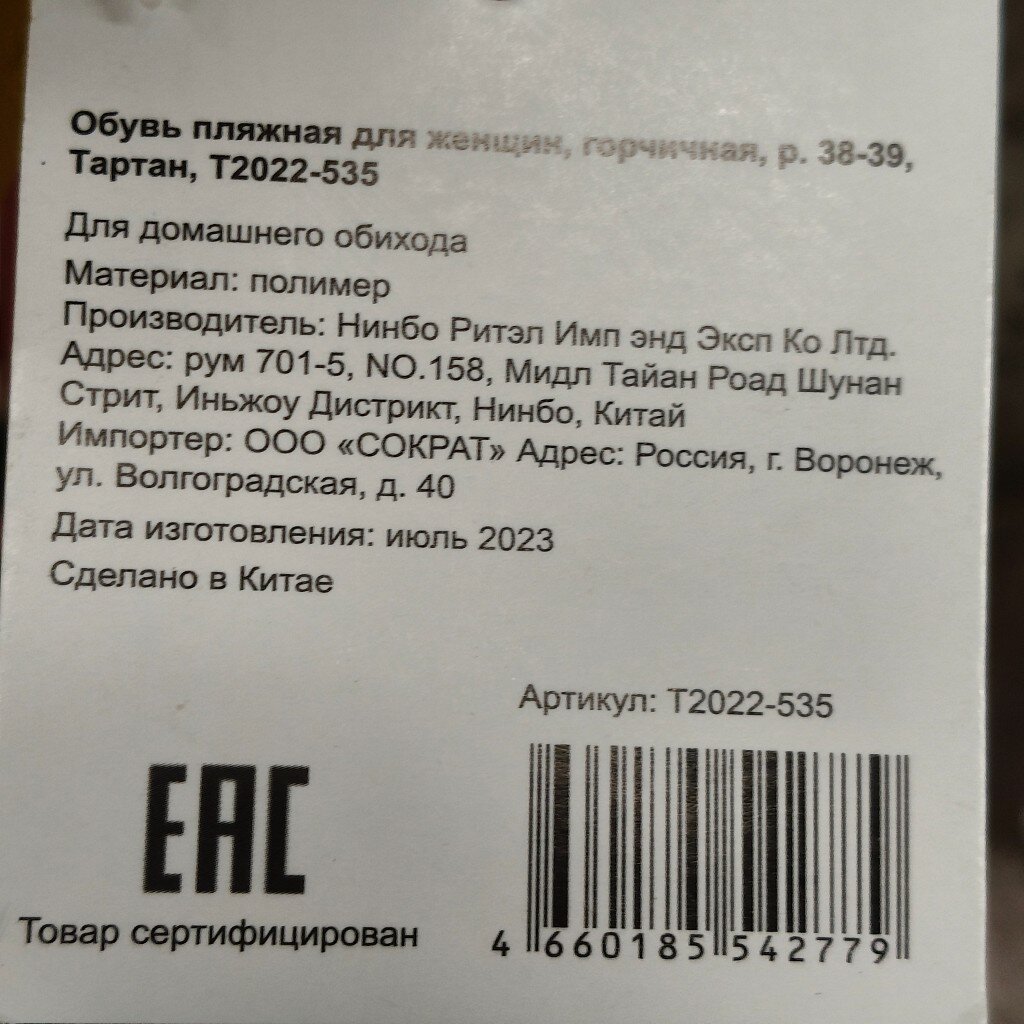 Обувь пляжная для женщин, горчичная, р. 38-39,
Тартан, Т2022-535
Для домашнего обихода
Материал: полимер
Производитель: Нинбо Ритэл Имп энд Эксп Ко Лтд.
Адрес: рум 701-5, NO.158, Мидл Тайан Роад Шунан
Стрит, Иньжоу Дистрикт, Нинбо, Китай
Импортер: ООО «СОКРАТ» Адрес: Россия, г. Воронеж,
ул. Волгоградская, д. 40
Дата изготовления: июль 2023
Сделано в Китае
Артикул: Т2022-535
ЕАС
Товар сертифицирован
4 660185 542779